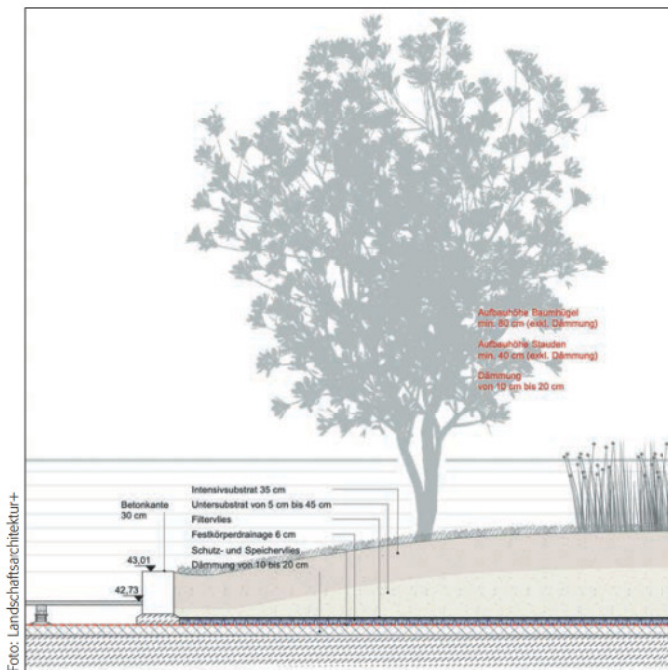 Aufbauhöhe Baumhügel
min. 80 cm (exkl. Dämmung)
Aufbauhöhe Stauden
min. 40 cm (exkl. Dämmung)
Dämmung
von 10 cm bis 20 cm
Intensivsubstrat 35 cm
Untersubstrat von 5 cm bis 45 cm
Filtervlies
Festkörperdrainage 6 cm
Schutz- und Speichervlies
Dämmung von 10 bis 20 cm
Betonkante
30 cm
43,01
42,73
Foto: Landschaftsarchitektur+